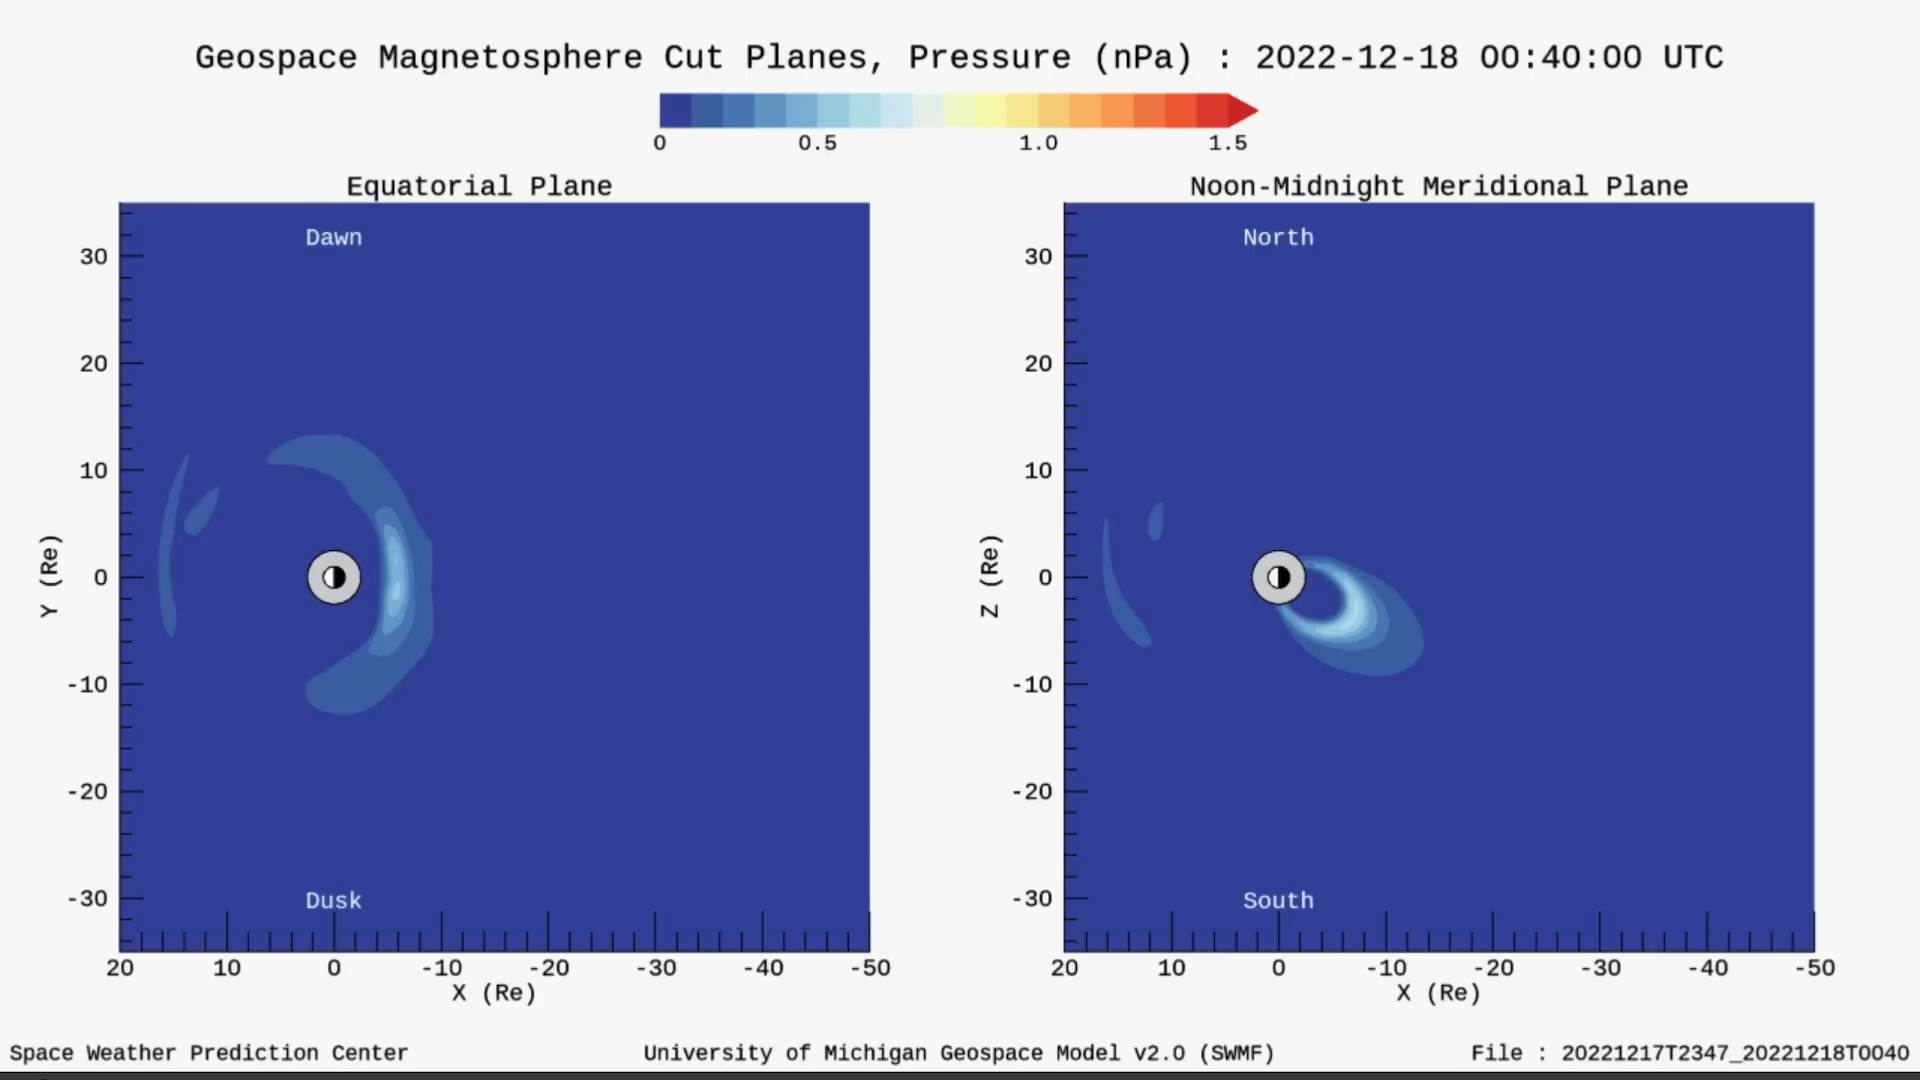 Geospace Magnetosphere Cut Planes, Pressure (nPa) : 2022-12-18 00:40:00 UTC
0 0.5 1.0 1.5
Equatorial Plane
Noon-Midnight Meridional Plane
Dawn
North
30
20
10
0
-10
-20
-30
Y (Re)
30
20
10
0
-10
-20
-30
Z (Re)
Dusk
South
20 10 0 -10 -20 -30 -40 -50
X (Re)
20 10 0 -10 -20 -30 -40 -50
X (Re)
Space Weather Prediction Center
University of Michigan Geospace Model v2.0 (SWMF)
File : 20221217T2347_20221218T0040